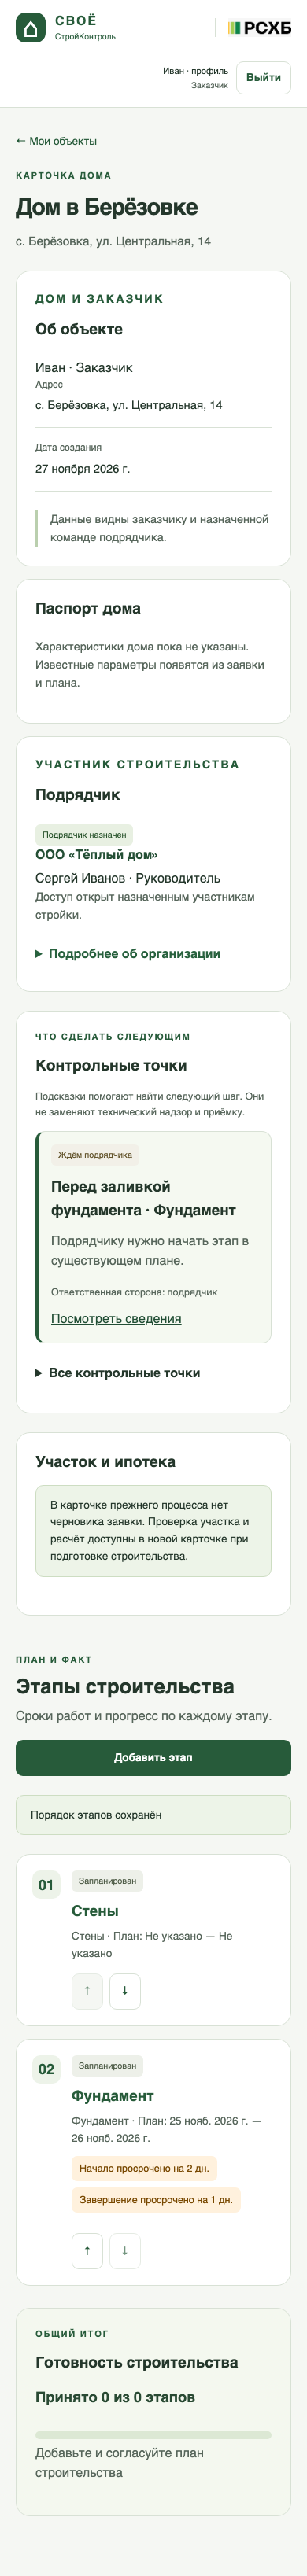 СВОЁ
СтройКонтроль
РСХБ
Иван · профиль
Заказчик
Выйти
← Мои объекты
КАРТОЧКА ДОМА
Дом в Берёзовке
с. Берёзовка, ул. Центральная, 14
ДОМ И ЗАКАЗЧИК
Об объекте
Иван · Заказчик
Адрес
с. Берёзовка, ул. Центральная, 14
Дата создания
27 ноября 2026 г.
Данные видны заказчику и назначенной
команде подрядчика.
Паспорт дома
Характеристики дома пока не указаны.
Известные параметры появятся из заявки
и плана.
УЧАСТНИК СТРОИТЕЛЬСТВА
Подрядчик
Подрядчик назначен
ООО «Тёплый дом»
Сергей Иванов · Руководитель
Доступ открыт назначенным участникам
стройки.
▶ Подробнее об организации
ЧТО СДЕЛАТЬ СЛЕДУЮЩИМ
Контрольные точки
Подсказки помогают найти следующий шаг. Они
не заменяют технический надзор и приёмку.
Ждём подрядчика
Перед заливкой
фундамента · Фундамент
Подрядчику нужно начать этап в
существующем плане.
Ответственная сторона: подрядчик
Посмотреть сведения
▶ Все контрольные точки
Участок и ипотека
В карточке прежнего процесса нет
черновика заявки. Проверка участка и
расчёт доступны в новой карточке при
подготовке строительства.
ПЛАН И ФАКТ
Этапы строительства
Сроки работ и прогресс по каждому этапу.
Добавить этап
Порядок этапов сохранён
01
Запланирован
Стены
Стены · План: Не указано — Не
указано
↑ ↓
02
Запланирован
Фундамент
Фундамент · План: 25 нояб. 2026 г. —
26 нояб. 2026 г.
Начало просрочено на 2 дн.
Завершение просрочено на 1 дн.
↑ ↓
ОБЩИЙ ИТОГ
Готовность строительства
Принято 0 из 0 этапов
Добавьте и согласуйте план
строительства